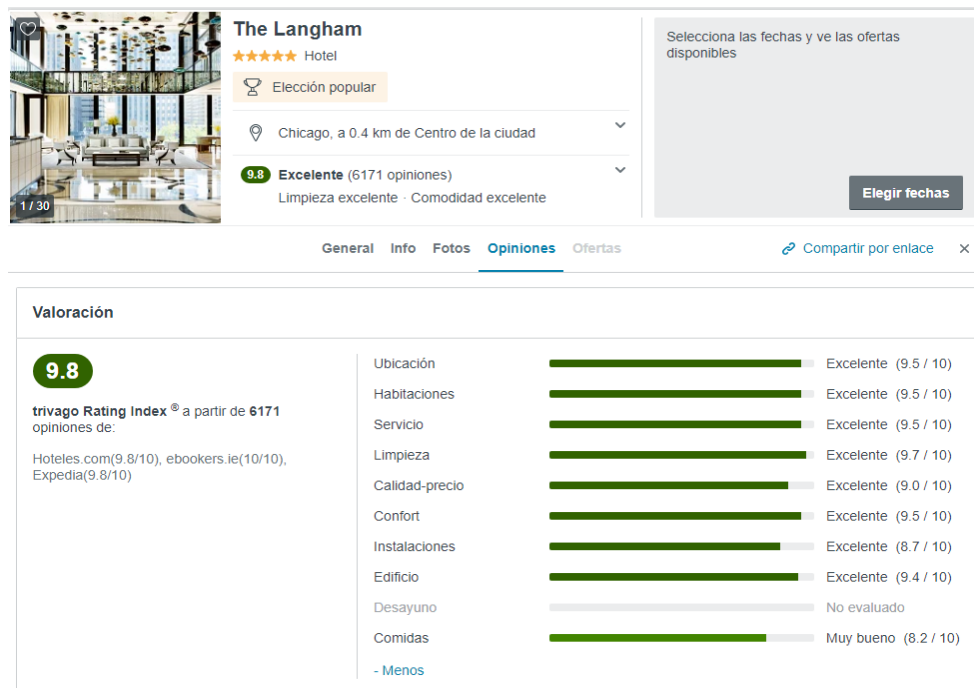 The Langham
Hotel
Elección popular
Chicago, a 0.4 km de Centro de la ciudad
9.8 Excelente (6171 opiniones)
Limpieza excelente · Comodidad excelente
1 / 30
Selecciona las fechas y ve las ofertas
disponibles
Elegir fechas
General Info Fotos Opiniones Ofertas
Compartir por enlace ×
Valoración
9.8
trivago Rating Index ® a partir de 6171
opiniones de:
Hoteles.com(9.8/10), ebookers.ie(10/10),
Expedia(9.8/10)
Ubicación Excelente (9.5 / 10)
Habitaciones Excelente (9.5 / 10)
Servicio Excelente (9.5 / 10)
Limpieza Excelente (9.7 / 10)
Calidad-precio Excelente (9.0 / 10)
Confort Excelente (9.5 / 10)
Instalaciones Excelente (8.7 / 10)
Edificio Excelente (9.4 / 10)
Desayuno No evaluado
Comidas Muy bueno (8.2 / 10)
- Menos